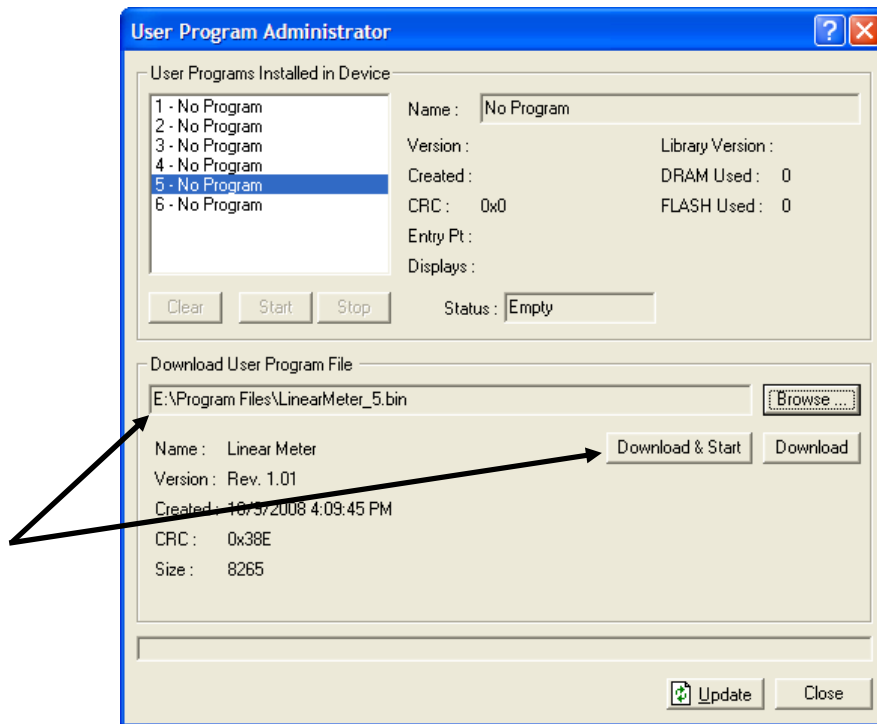 User Program Administrator
User Programs Installed in Device
1 - No Program
2 - No Program
3 - No Program
4 - No Program
5 - No Program
6 - No Program
Name : No Program
Version : Library Version :
Created : DRAM Used : 0
CRC : 0x0 FLASH Used : 0
Entry Pt :
Displays :
Clear Start Stop Status : Empty
Download User Program File
E:\Program Files\LinearMeter_5.bin Browse ...
Name : Linear Meter Download & Start Download
Version : Rev. 1.01
Created : 10/9/2008 4:09:45 PM
CRC : 0x38E
Size : 8265
Update Close